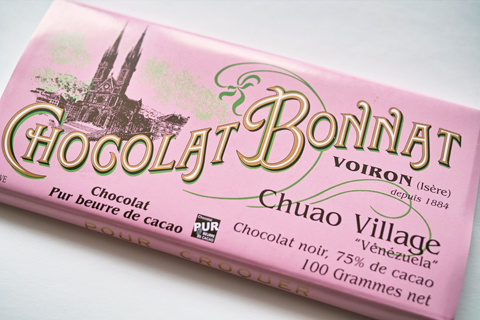 CHOCOLAT BONNAT
VOIRON (Isère)
depuis 1884
Chocolat
Pur beurre de cacao
PUR
Chuao Village
"Vénézuela"
Chocolat noir, 75% de cacao
100 Grammes net
POUR CROQUER